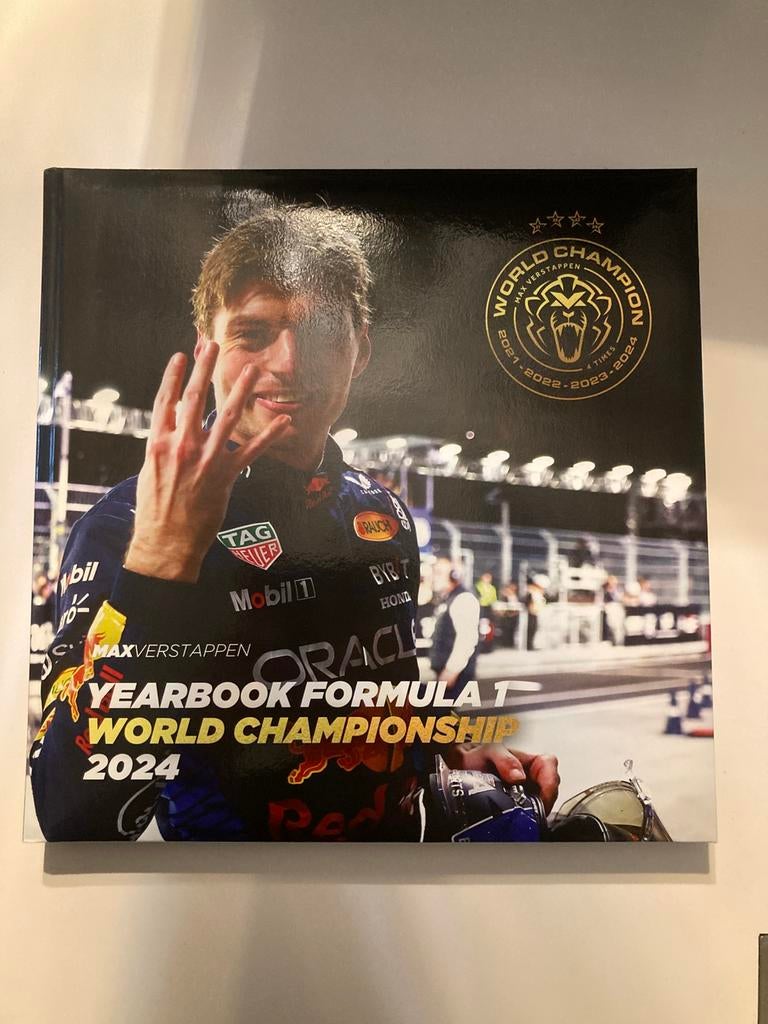 WORLD CHAMPION
MAX VERSTAPPEN
4 TIMES
2021 - 2022 - 2023 - 2024
TAG
HEUER
RAUCH
Mobil 1
BYBIT
HONDA
ORACLE
MAXVERSTAPPEN
YEARBOOK FORMULA 1
WORLD CHAMPIONSHIP
2024
Red